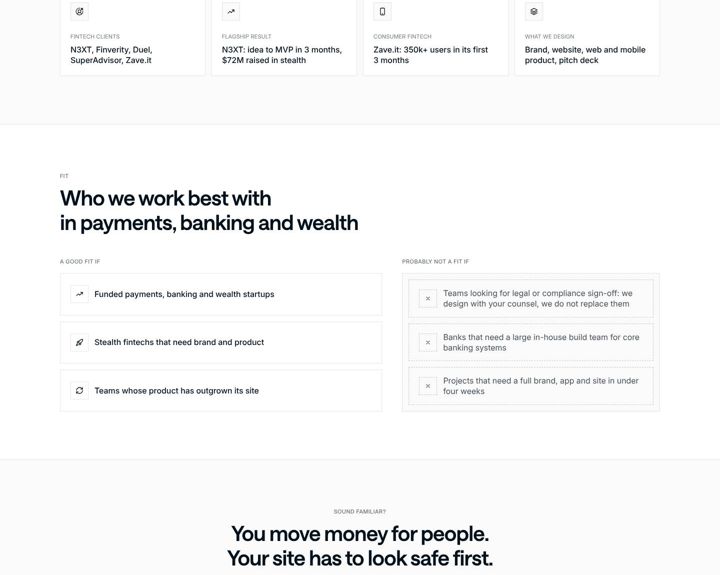 FINTECH CLIENTS
N3XT, Finverity, Duel,
SuperAdvisor, Zave.it
FLAGSHIP RESULT
N3XT: idea to MVP in 3 months,
$72M raised in stealth
CONSUMER FINTECH
Zave.it: 350k+ users in its first
3 months
WHAT WE DESIGN
Brand, website, web and mobile
product, pitch deck
FIT
Who we work best with
in payments, banking and wealth
A GOOD FIT IF
Funded payments, banking and wealth startups
Stealth fintechs that need brand and product
Teams whose product has outgrown its site
PROBABLY NOT A FIT IF
Teams looking for legal or compliance sign-off: we
design with your counsel, we do not replace them
Banks that need a large in-house build team for core
banking systems
Projects that need a full brand, app and site in under
four weeks
SOUND FAMILIAR?
You move money for people.
Your site has to look safe first.